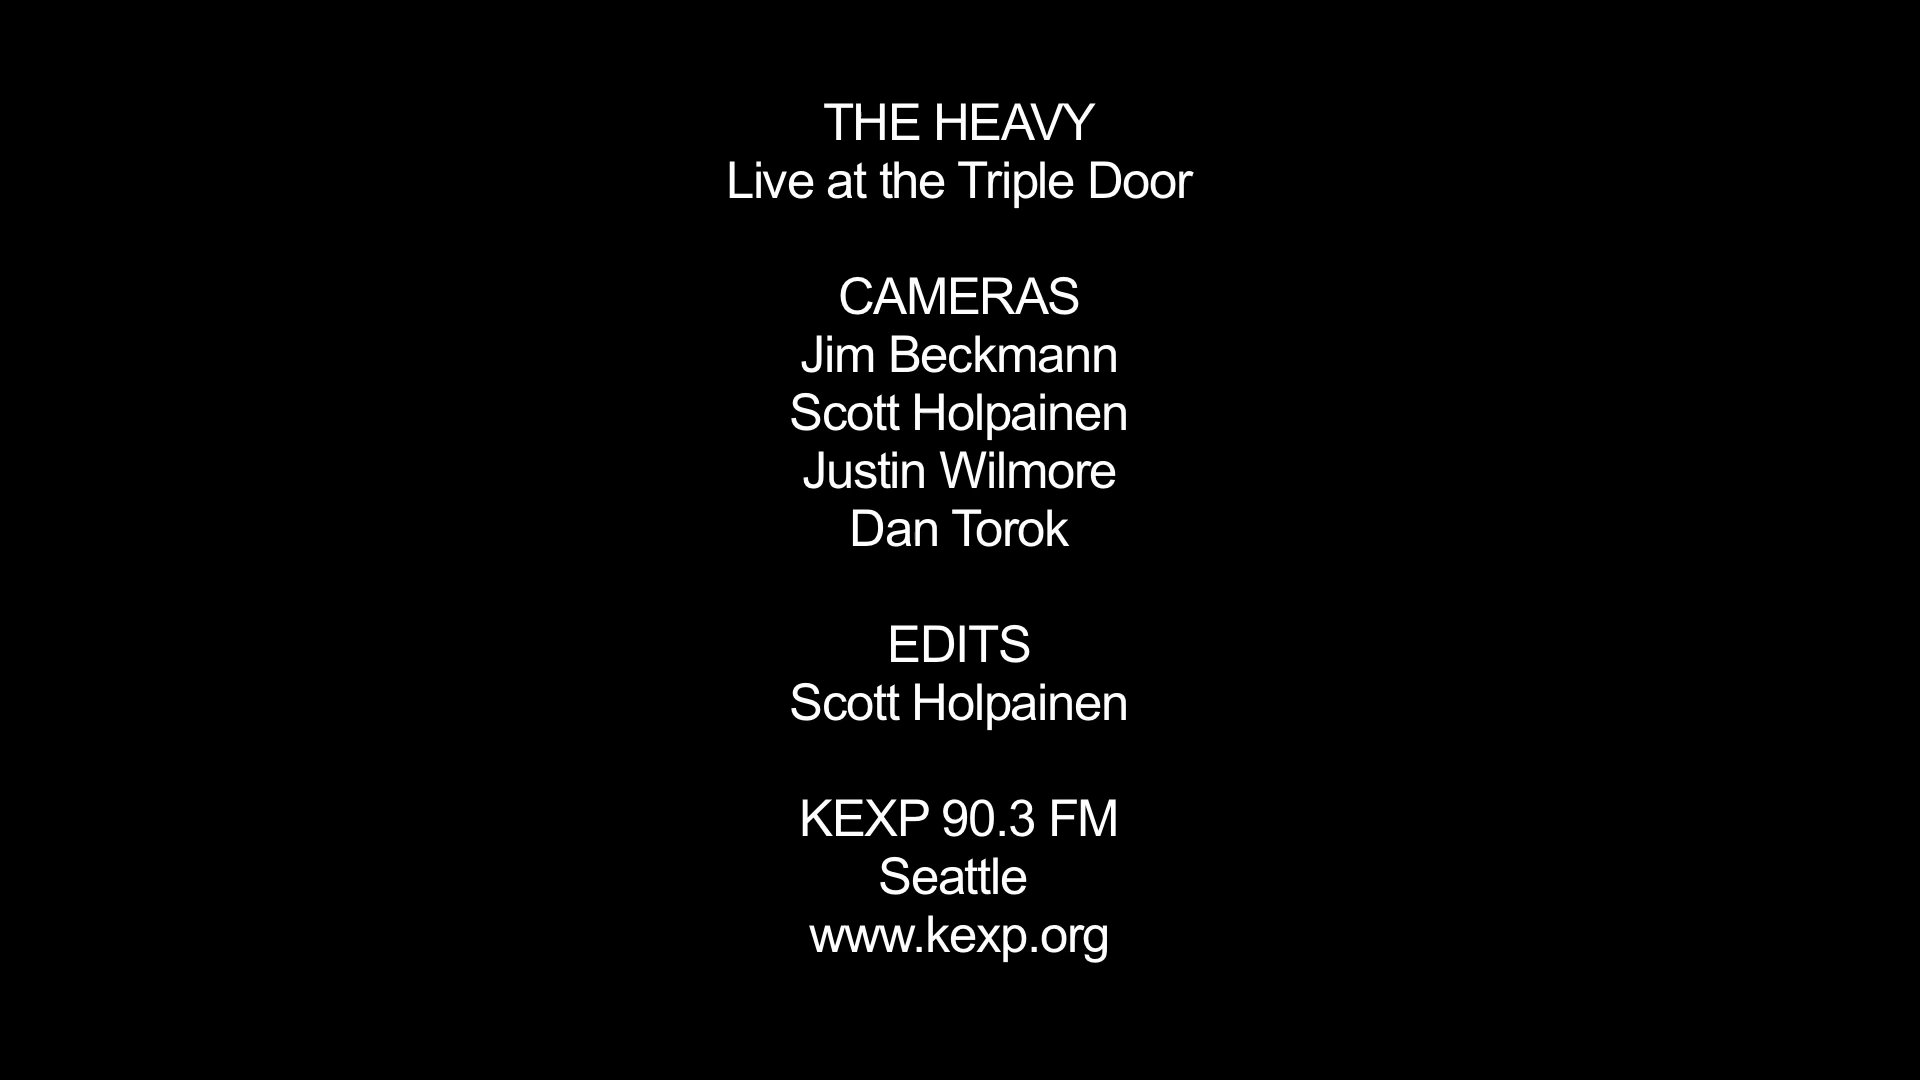 THE HEAVY
Live at the Triple Door
CAMERAS
Jim Beckmann
Scott Holpainen
Justin Wilmore
Dan Torok
EDITS
Scott Holpainen
KEXP 90.3 FM
Seattle
www.kexp.org